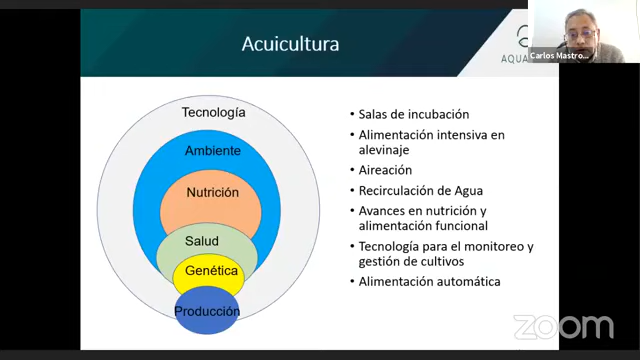 Acuicultura
AQUA
Carlos Mastro...
Tecnología
Ambiente
Nutrición
Salud
Genética
Producción
• Salas de incubación
• Alimentación intensiva en
alevinaje
• Aireación
• Recirculación de Agua
• Avances en nutrición y
alimentación funcional
• Tecnología para el monitoreo y
gestión de cultivos
• Alimentación automática
zoom